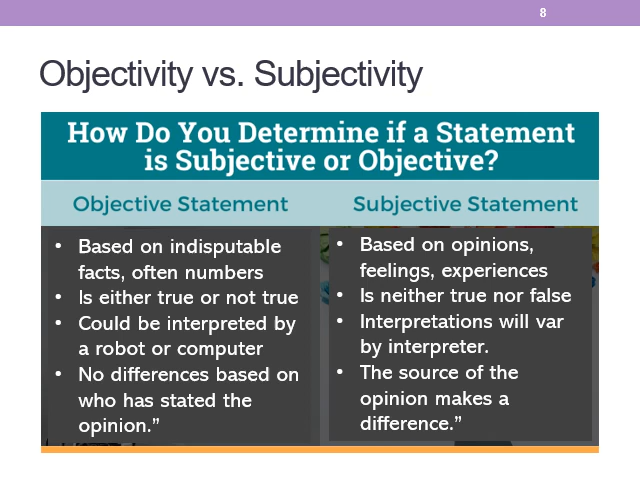 8
Objectivity vs. Subjectivity
How Do You Determine if a Statement
is Subjective or Objective?
Objective Statement
• Based on indisputable
facts, often numbers
• Is either true or not true
• Could be interpreted by
a robot or computer
• No differences based on
who has stated the
opinion.”
Subjective Statement
• Based on opinions,
feelings, experiences
• Is neither true nor false
• Interpretations will var
by interpreter.
• The source of the
opinion makes a
difference.”